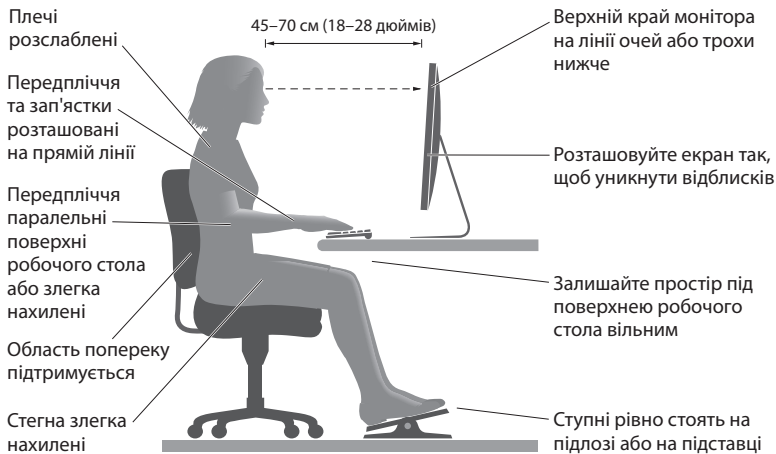 Плечі
розслаблені
Передпліччя
та зап'ястки
розташовані
на прямій лінії
Передпліччя
паралельні
поверхні
робочого стола
або злегка
нахилені
Область попереку
підтримується
Стегна злегка
нахилені
45–70 см (18–28 дюймів)
Верхній край монітора
на лінії очей або трохи
нижче
Розташовуйте екран так,
щоб уникнути відблисків
Залишайте простір під
поверхнею робочого
стола вільним
Ступні рівно стоять на
підлозі або на підставці